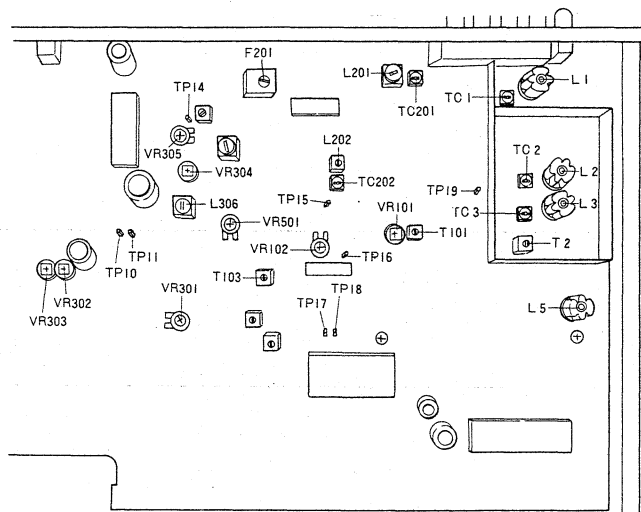 F201
L201
TC201
L1
TC1
TP14
VR305
VR304
L202
TC202
TC2
L2
TP19
TC3
L3
L306
TP15
VR101
VR501
T101
T2
TP10
TP11
VR102
TP16
T103
VR302
VR303
VR301
TP17
TP18
L5